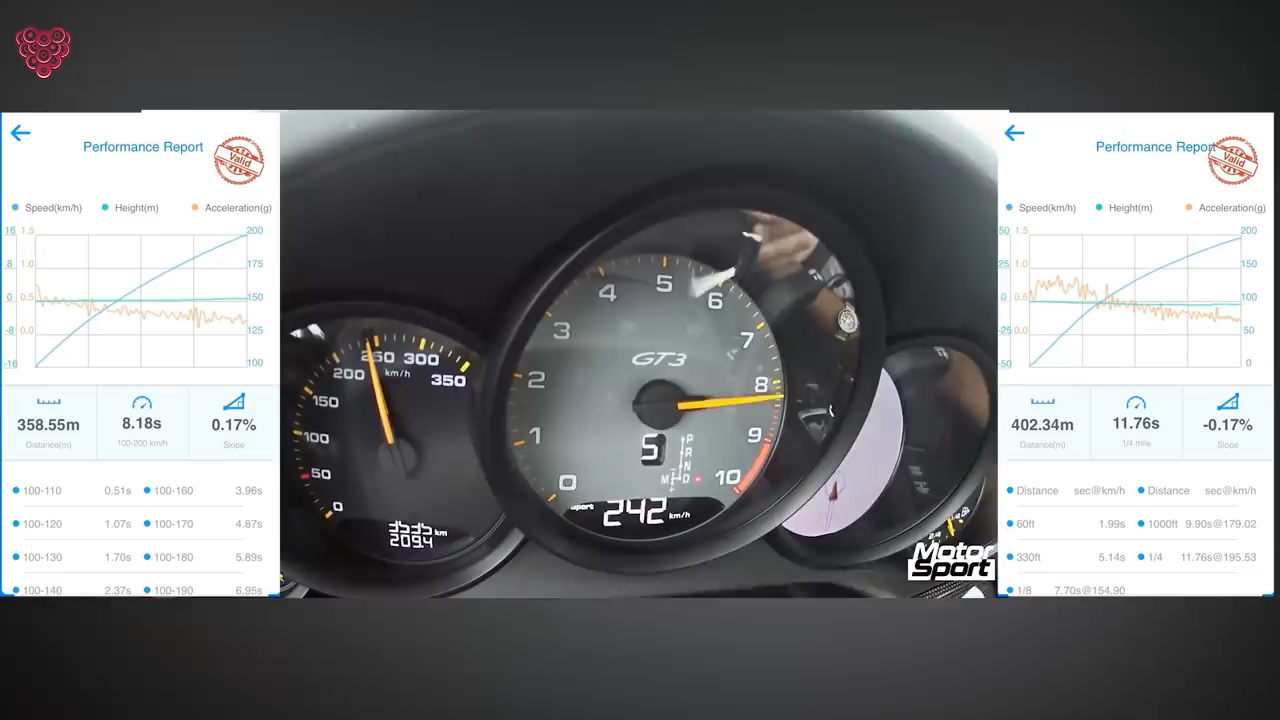 Performance Report
Valid
Speed(km/h) Height(m) Acceleration(g)
16 1.5 200
8 1.0 175
0 0.5 150
-8 0.0 125
-16 100
358.55m 8.18s 0.17%
Distance(m) 100-200 km/h Slope
100-110 0.51s 100-160 3.96s
100-120 1.07s 100-170 4.87s
100-130 1.70s 100-180 5.89s
100-140 2.37s 100-190 6.95s
0 50 100 150 200 250 300 350
km/h
3535 km
209.4
0 1 2 3 4 5 6 7 8 9 10
GT3
5
P
R
N
M D
+
sport 242 km/h
Motor
Sport
Performance Report
Valid
Speed(km/h) Height(m) Acceleration(g)
50 1.5 200
25 1.0 150
0 0.5 100
-25 0.0 50
-50 0
402.34m 11.76s -0.17%
Distance(m) 1/4 mile Slope
Distance sec@km/h Distance sec@km/h
60ft 1.99s 1000ft 9.90s@179.02
330ft 5.14s 1/4 11.76s@195.53
1/8 7.70s@154.90